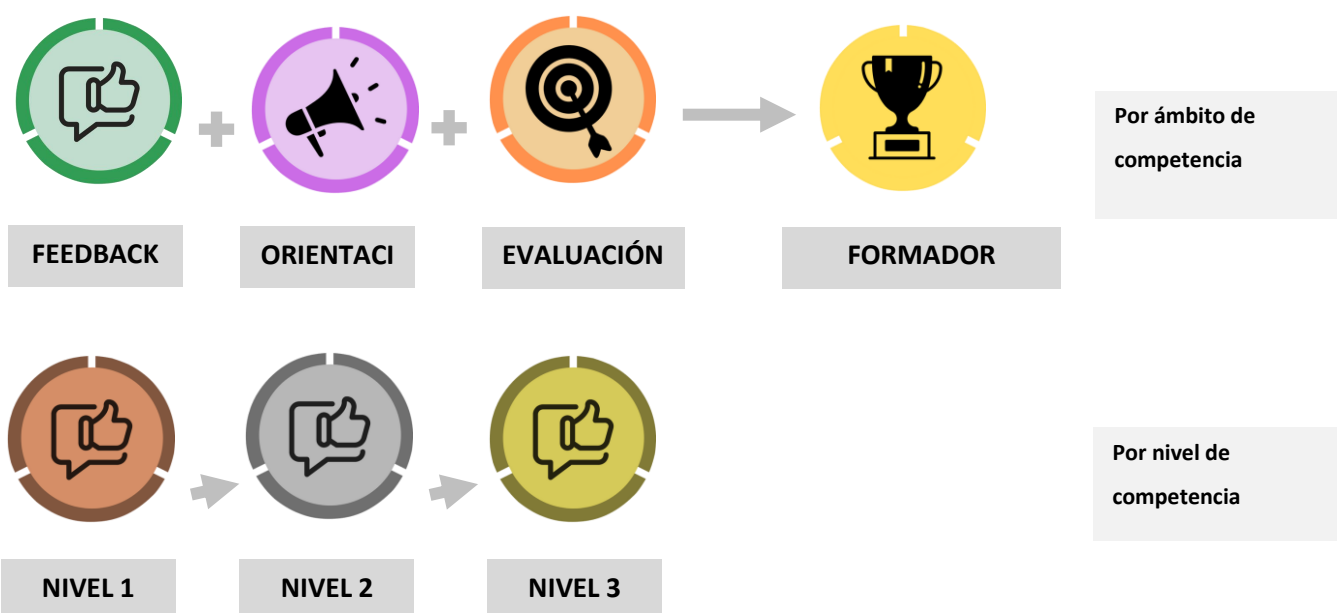 Por ámbito de
competencia
FEEDBACK
ORIENTACI
EVALUACIÓN
FORMADOR
Por nivel de
competencia
NIVEL 1
NIVEL 2
NIVEL 3